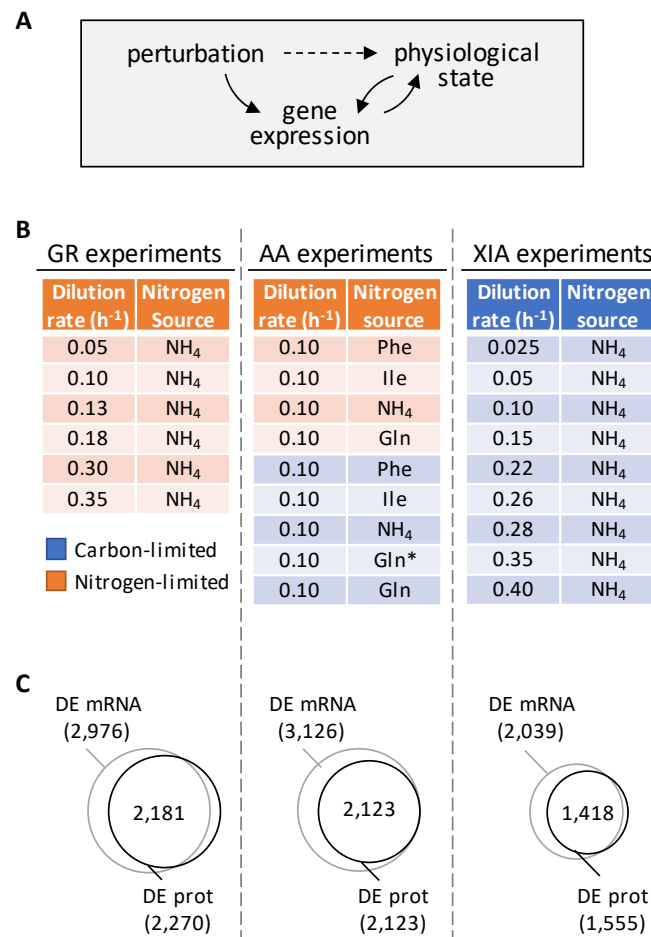 A
perturbation
physiological
state
gene
expression
B
GR experiments
AA experiments
XIA experiments
Dilution rate (h⁻¹) Nitrogen Source
0.05 NH₄
0.10 NH₄
0.13 NH₄
0.18 NH₄
0.30 NH₄
0.35 NH₄
Carbon-limited
Nitrogen-limited
Dilution rate (h⁻¹) Nitrogen source
0.10 Phe
0.10 Ile
0.10 NH₄
0.10 Gln
0.10 Phe
0.10 Ile
0.10 NH₄
0.10 Gln*
0.10 Gln
Dilution rate (h⁻¹) Nitrogen source
0.025 NH₄
0.05 NH₄
0.10 NH₄
0.15 NH₄
0.22 NH₄
0.26 NH₄
0.28 NH₄
0.35 NH₄
0.40 NH₄
C
DE mRNA
(2,976)
2,181
DE prot
(2,270)
DE mRNA
(3,126)
2,123
DE prot
(2,123)
DE mRNA
(2,039)
1,418
DE prot
(1,555)